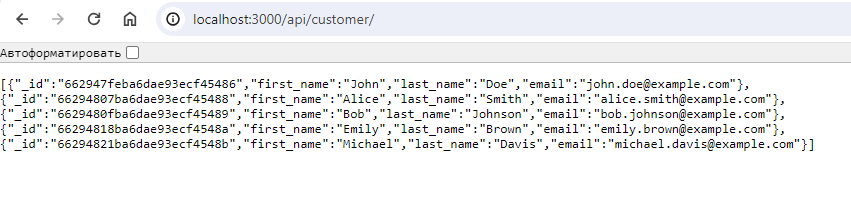 localhost:3000/api/customer/
Автоформатировать
[{"_id":"662947feba6dae93ecf45486","first_name":"John","last_name":"Doe","email":"john.doe@example.com"},
{"_id":"66294807ba6dae93ecf45488","first_name":"Alice","last_name":"Smith","email":"alice.smith@example.com"},
{"_id":"6629480fba6dae93ecf45489","first_name":"Bob","last_name":"Johnson","email":"bob.johnson@example.com"},
{"_id":"66294818ba6dae93ecf4548a","first_name":"Emily","last_name":"Brown","email":"emily.brown@example.com"},
{"_id":"66294821ba6dae93ecf4548b","first_name":"Michael","last_name":"Davis","email":"michael.davis@example.com"}]